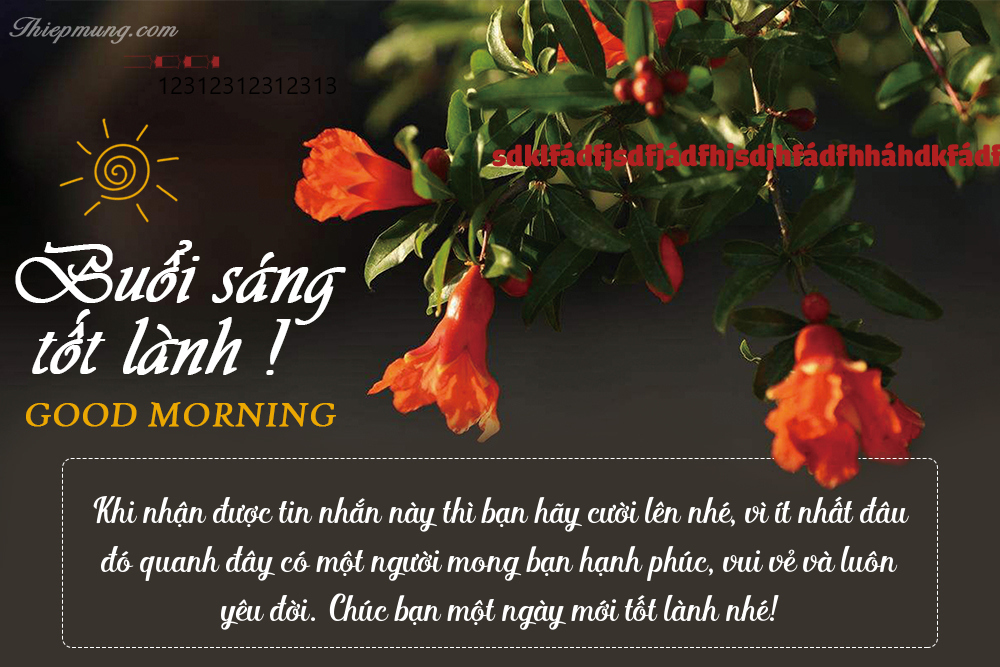 Thiepmung.com
12312312312313
sdklfádfjsdfjádfhjsdjhfádfhháhdkfádf
Buổi sáng
tốt lành !
GOOD MORNING
Khi nhận được tin nhắn này thì bạn hãy cười lên nhé, vì ít nhất đâu
đó quanh đây có một người mong bạn hạnh phúc, vui vẻ và luôn
yêu đời. Chúc bạn một ngày mới tốt lành nhé!